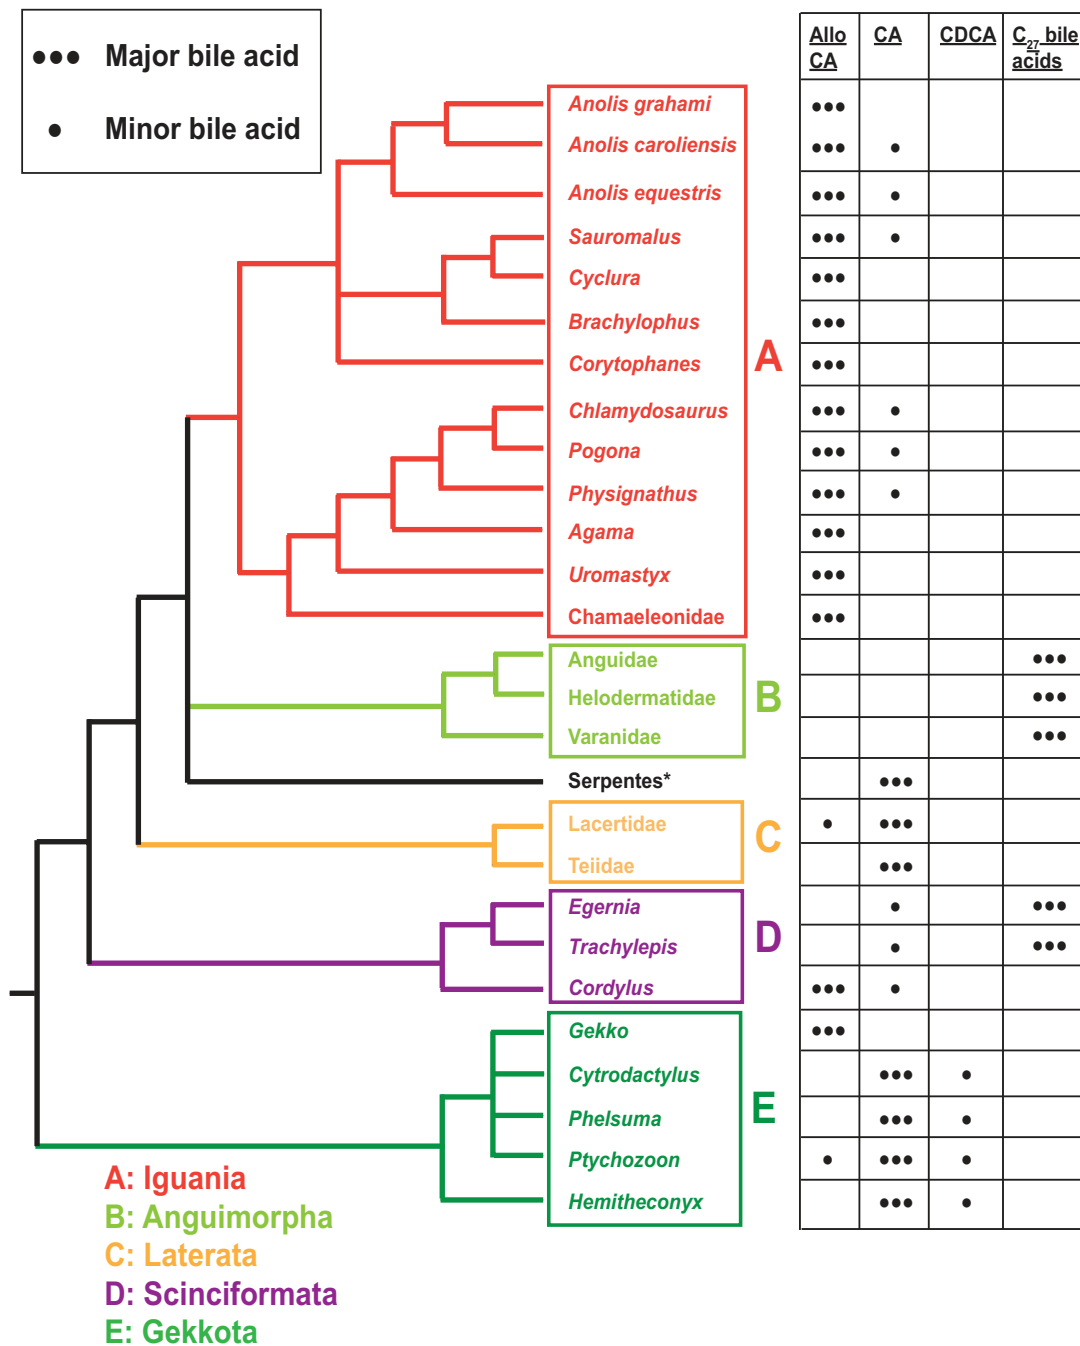 Major bile acid
Minor bile acid
Allo CA
CA
CDCA
C27 bile acids
Anolis grahami
Anolis caroliensis
Anolis equestris
Sauromalus
Cyclura
Brachylophus
Corytophanes
A
Chlamydosaurus
Pogona
Physignathus
Agama
Uromastyx
Chamaeleonidae
Anguidae
Helodermatidae
B
Varanidae
Serpentes*
Lacertidae
C
Teiidae
Egernia
D
Trachylepis
Cordylus
Gekko
Cytrodactylus
E
Phelsuma
Ptychozoon
Hemitheconyx
A: Iguania
B: Anguimorpha
C: Laterata
D: Scinciformata
E: Gekkota